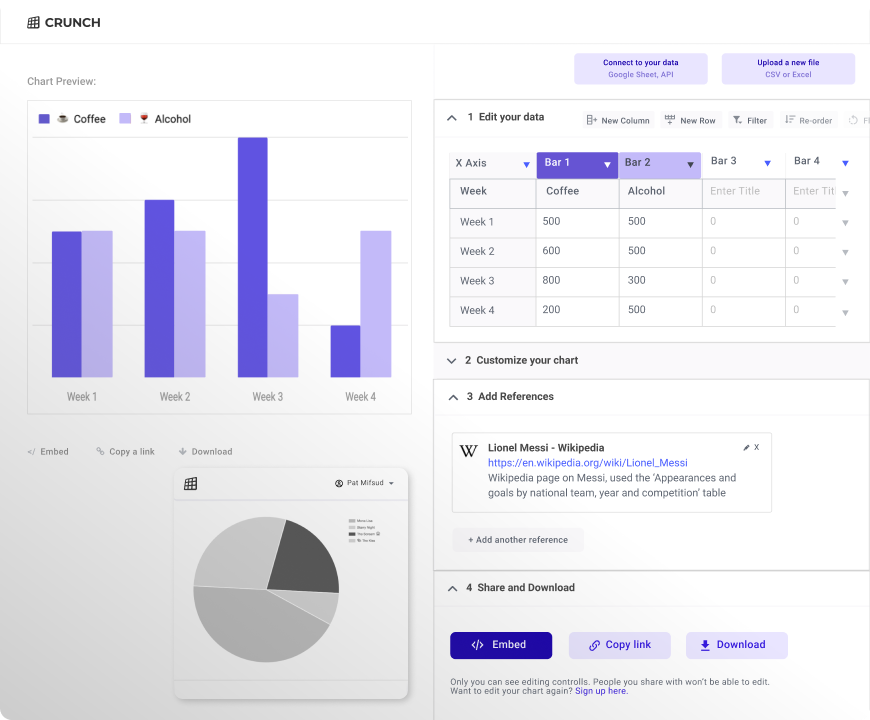 CRUNCH
Chart Preview:
Coffee
Alcohol
Week 1
Week 2
Week 3
Week 4
</> Embed
Copy a link
Download
Pat Mifsud
Connect to your data
Google Sheet, API
Upload a new file
CSV or Excel
1 Edit your data
New Column
New Row
Filter
Re-order
X Axis Bar 1 Bar 2 Bar 3 Bar 4
Week Coffee Alcohol Enter Title Enter
Week 1 500 500 0 0
Week 2 600 500 0 0
Week 3 800 300 0 0
Week 4 200 500 0 0
2 Customize your chart
3 Add References
W Lionel Messi - Wikipedia X
https://en.wikipedia.org/wiki/Lionel_Messi
Wikipedia page on Messi, used the 'Appearances and
goals by national team, year and competition' table
+ Add another reference
4 Share and Download
</> Embed
Copy link
Download
Only you can see editing controlls. People you share with won't be able to edit.
Want to edit your chart again? Sign up here.